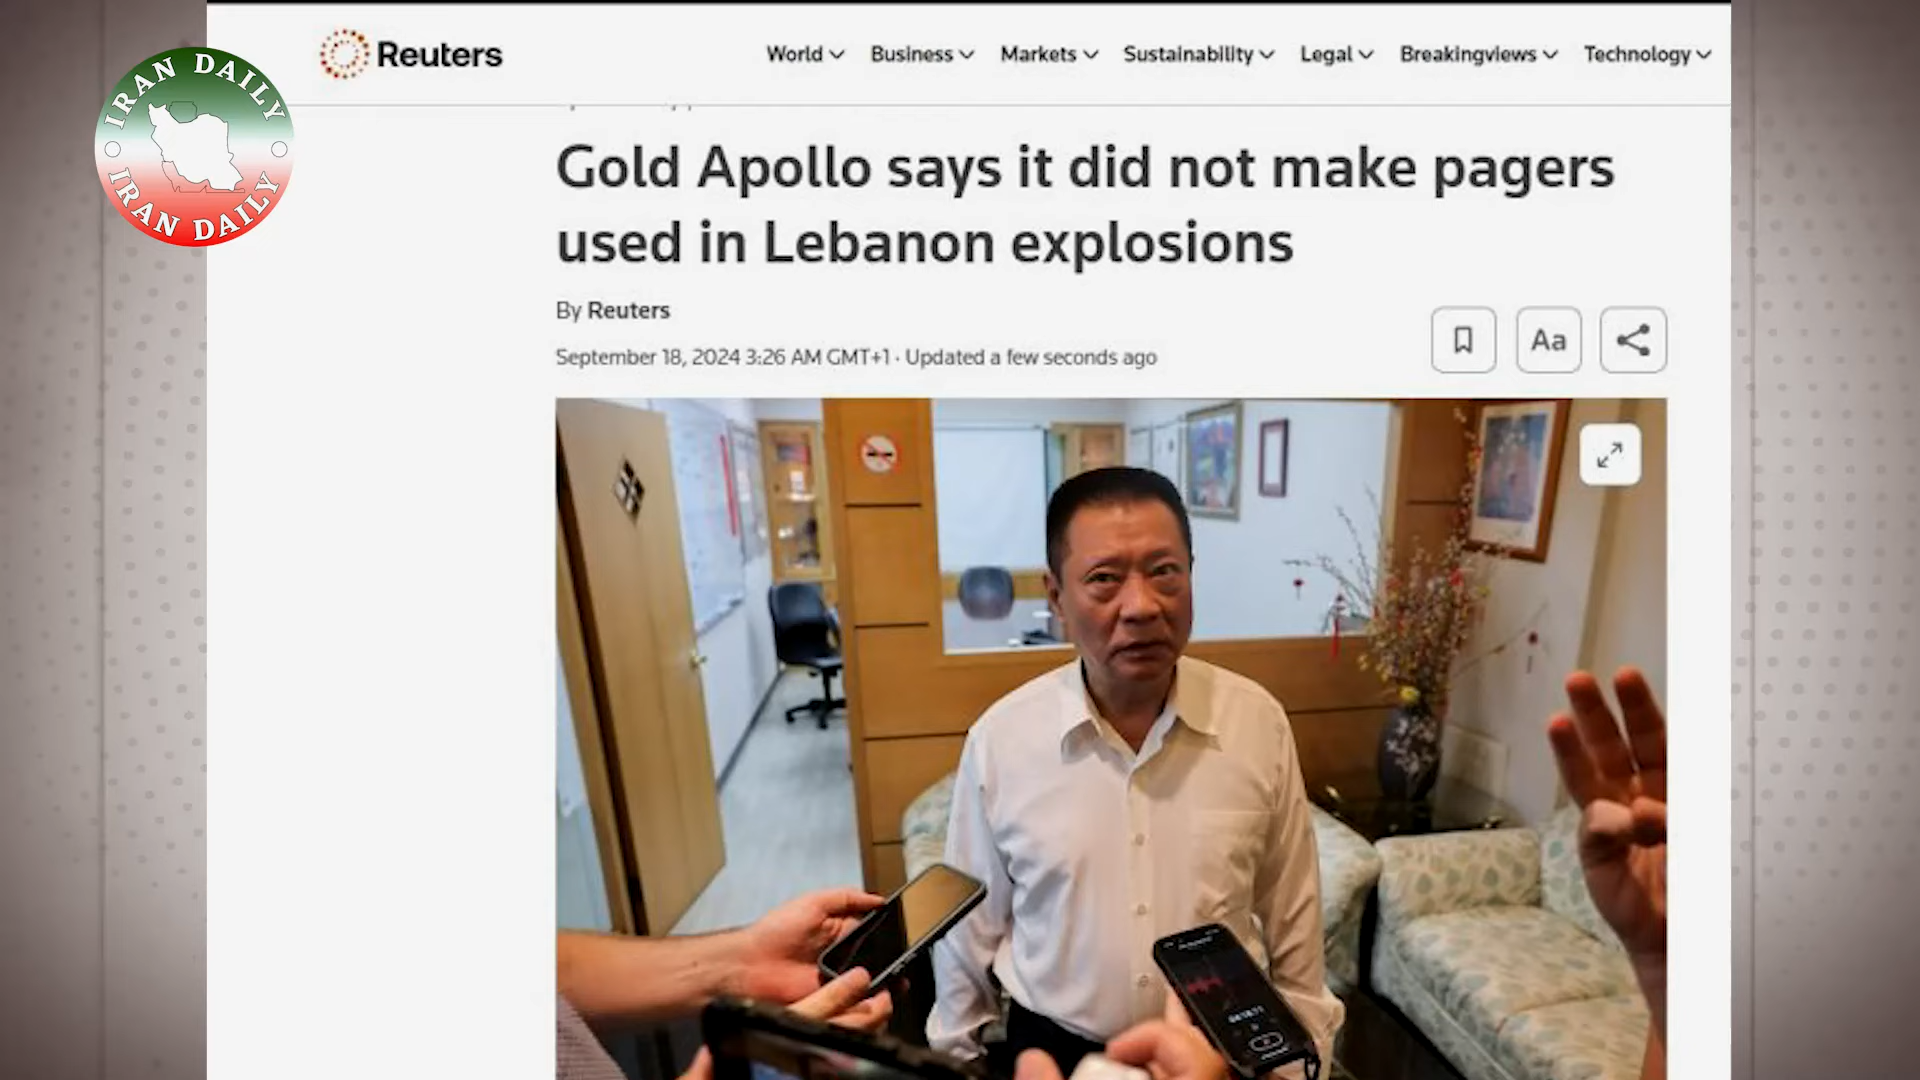 IRAN DAILY
IRAN DAILY
Reuters
World
Business
Markets
Sustainability
Legal
Breakingviews
Technology
Gold Apollo says it did not make pagers
used in Lebanon explosions
By Reuters
September 18, 2024 3:26 AM GMT+1 · Updated a few seconds ago
Aa